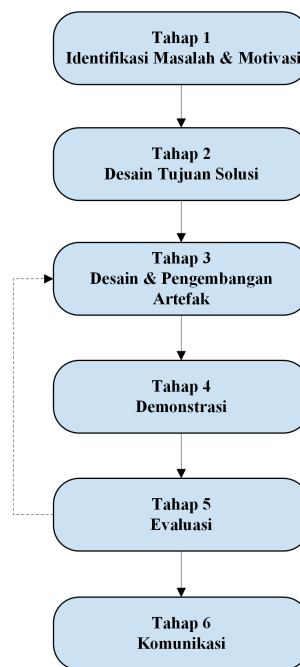 Tahap 1
Identifikasi Masalah & Motivasi
Tahap 2
Desain Tujuan Solusi
Tahap 3
Desain & Pengembangan
Artefak
Tahap 4
Demonstrasi
Tahap 5
Evaluasi
Tahap 6
Komunikasi